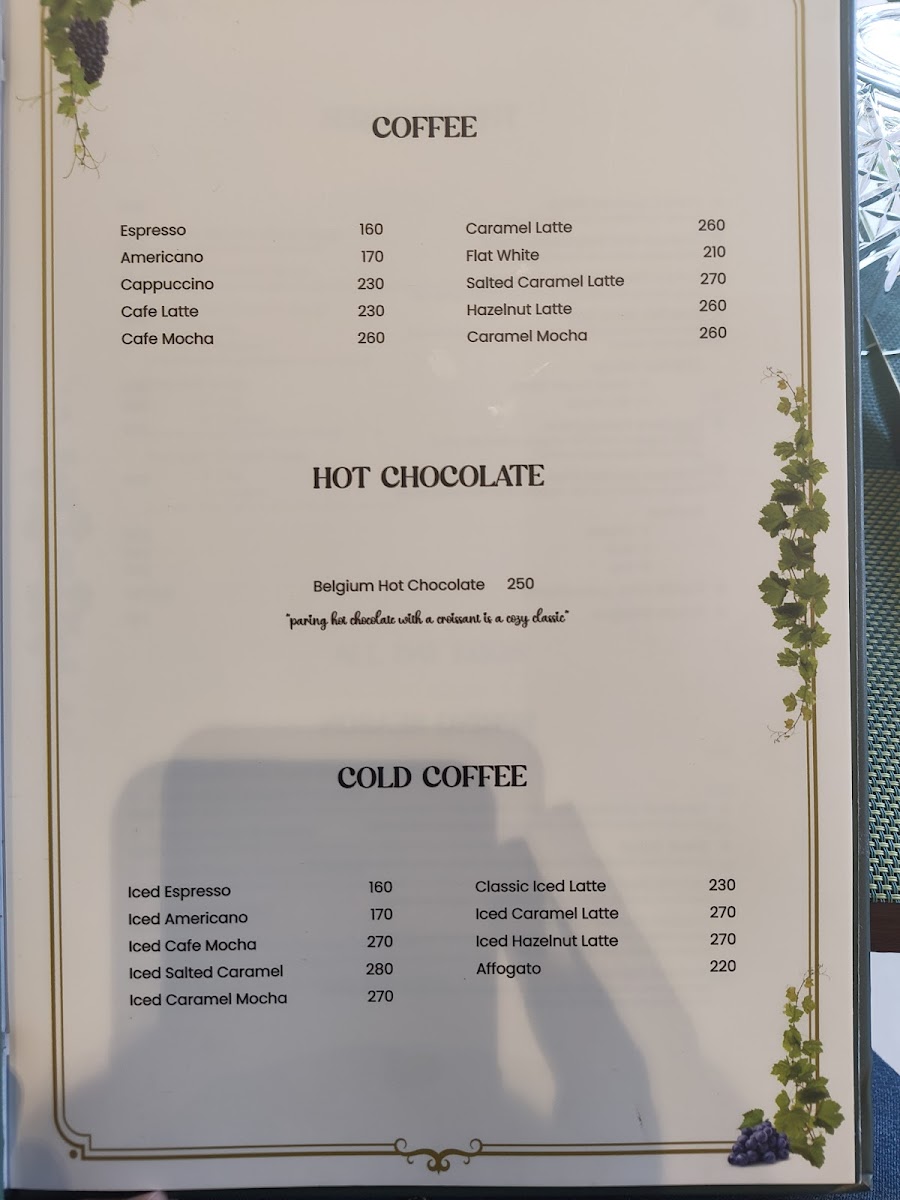 COFFEE
Espresso 160
Americano 170
Cappuccino 230
Cafe Latte 230
Cafe Mocha 260
Caramel Latte 260
Flat White 210
Salted Caramel Latte 270
Hazelnut Latte 260
Caramel Mocha 260
HOT CHOCOLATE
Belgium Hot Chocolate 250
"paring hot chocolate with a croissant is a cozy classic"
COLD COFFEE
Iced Espresso 160
Iced Americano 170
Iced Cafe Mocha 270
Iced Salted Caramel 280
Iced Caramel Mocha 270
Classic Iced Latte 230
Iced Caramel Latte 270
Iced Hazelnut Latte 270
Affogato 220